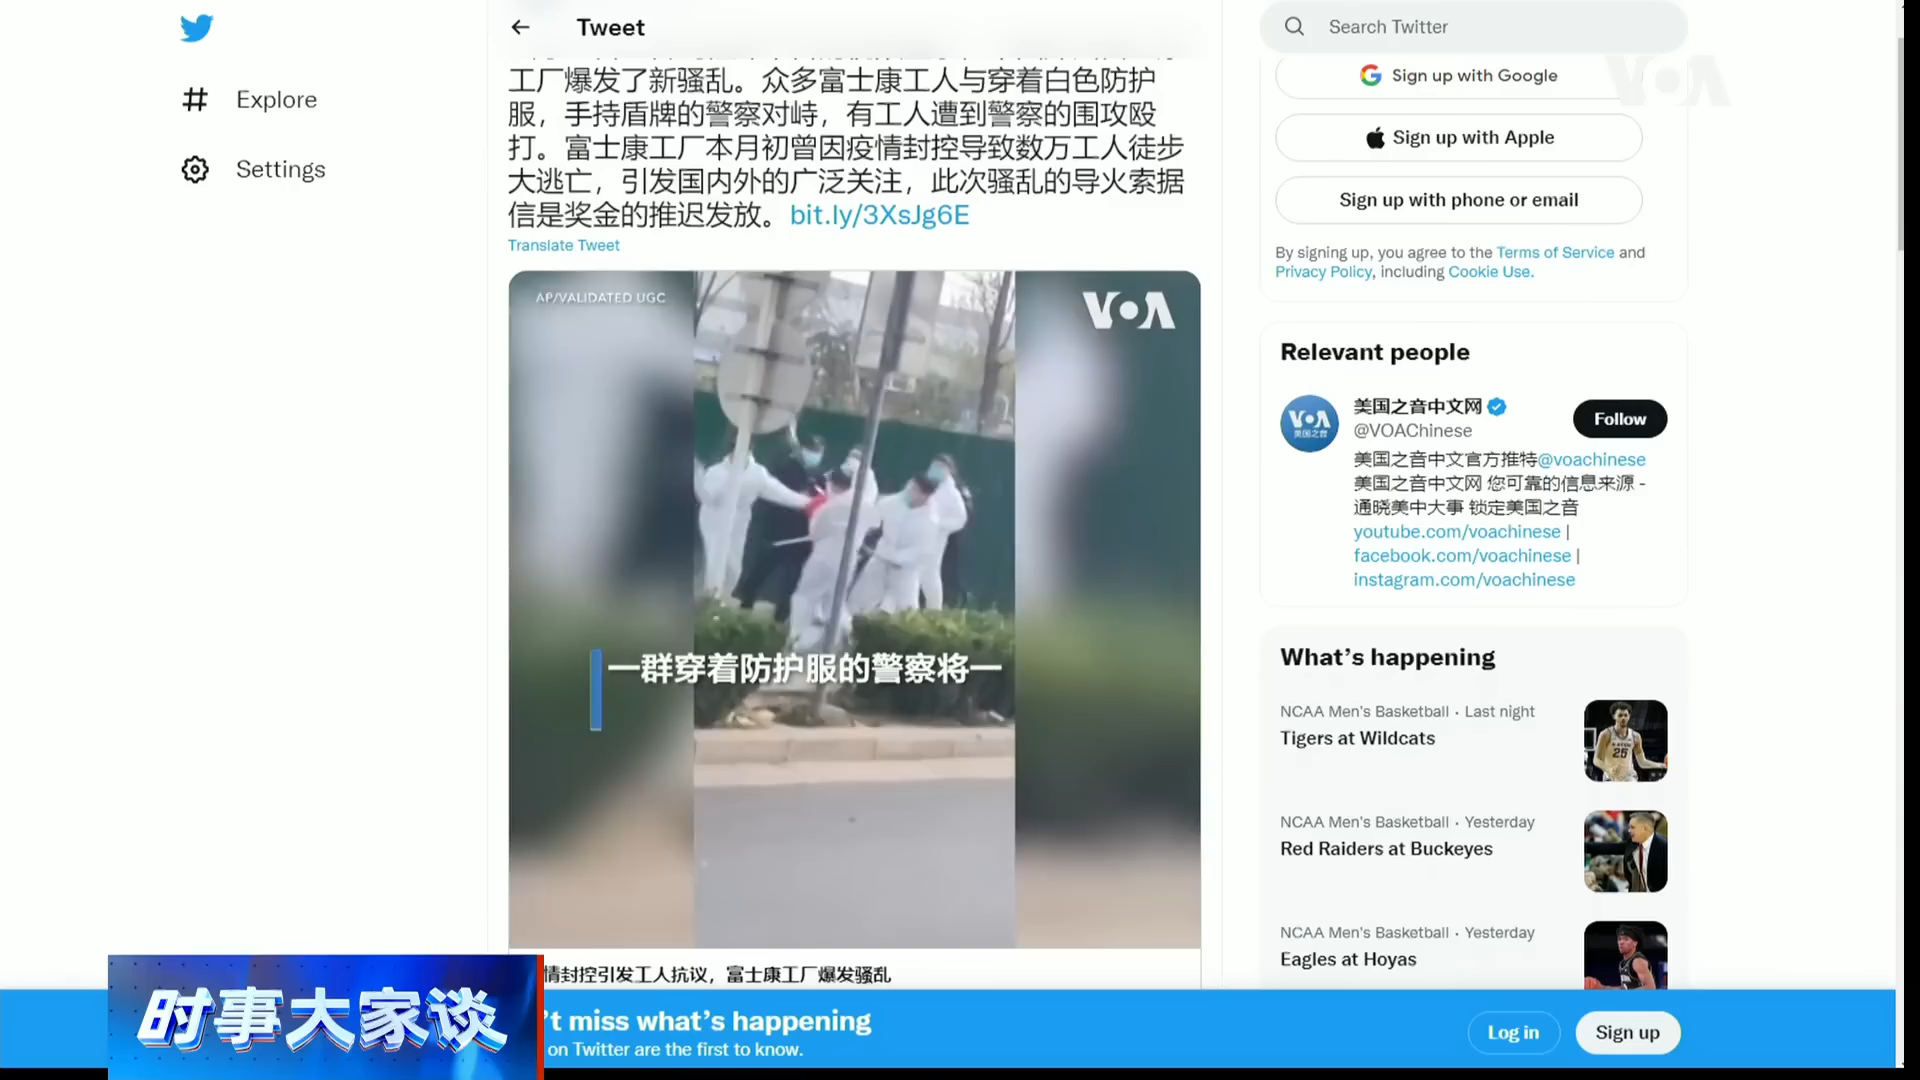 Tweet
Search Twitter
Explore
Settings
工厂爆发了新骚乱。众多富士康工人与穿着白色防护
服，手持盾牌的警察对峙，有工人遭到警察的围攻殴
打。富士康工厂本月初曾因疫情封控导致数万工人徒步
大逃亡，引发国内外的广泛关注，此次骚乱的导火索据
信是奖金的推迟发放。bit.ly/3XsJg6E
Translate Tweet
AP/VALIDATED UGC
VOA
一群穿着防护服的警察将一
情封控引发工人抗议，富士康工厂爆发骚乱
VOA
Sign up with Google
Sign up with Apple
Sign up with phone or email
By signing up, you agree to the Terms of Service and
Privacy Policy, including Cookie Use.
Relevant people
VOA
美国之音
美国之音中文网
@VOAChinese
Follow
美国之音中文官方推特@voachinese
美国之音中文网 您可靠的信息来源 -
通晓美中大事 锁定美国之音
youtube.com/voachinese |
facebook.com/voachinese |
instagram.com/voachinese
What’s happening
NCAA Men's Basketball · Last night
Tigers at Wildcats
25
NCAA Men's Basketball · Yesterday
Red Raiders at Buckeyes
NCAA Men's Basketball · Yesterday
Eagles at Hoyas
时事大家谈
’t miss what’s happening
on Twitter are the first to know.
Log in
Sign up